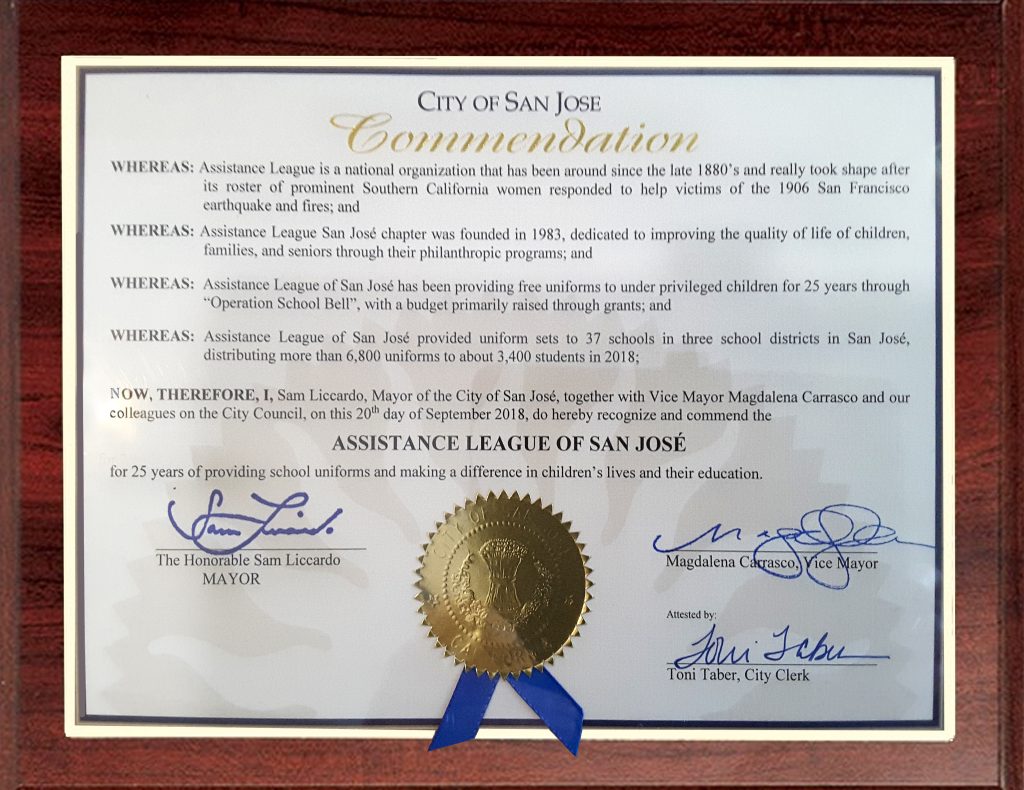 CITY OF SAN JOSE
Commendation
WHEREAS: Assistance League is a national organization that has been around since the late 1880's and really took shape after
its roster of prominent Southern California women responded to help victims of the 1906 San Francisco
earthquake and fires; and
WHEREAS: Assistance League San José chapter was founded in 1983, dedicated to improving the quality of life of children,
families, and seniors through their philanthropic programs; and
WHEREAS: Assistance League of San José has been providing free uniforms to under privileged children for 25 years through
"Operation School Bell", with a budget primarily raised through grants; and
WHEREAS: Assistance League of San José provided uniform sets to 37 schools in three school districts in San José,
distributing more than 6,800 uniforms to about 3,400 students in 2018;
NOW, THEREFORE, I, Sam Liccardo, Mayor of the City of San José, together with Vice Mayor Magdalena Carrasco and our
colleagues on the City Council, on this 20th day of September 2018, do hereby recognize and commend the
ASSISTANCE LEAGUE OF SAN JOSÉ
for 25 years of providing school uniforms and making a difference in children's lives and their education.
Sam Liccardo
The Honorable Sam Liccardo
MAYOR
Magdalena Carrasco, Vice Mayor
Attested by:
Toni Taber
Toni Taber, City Clerk